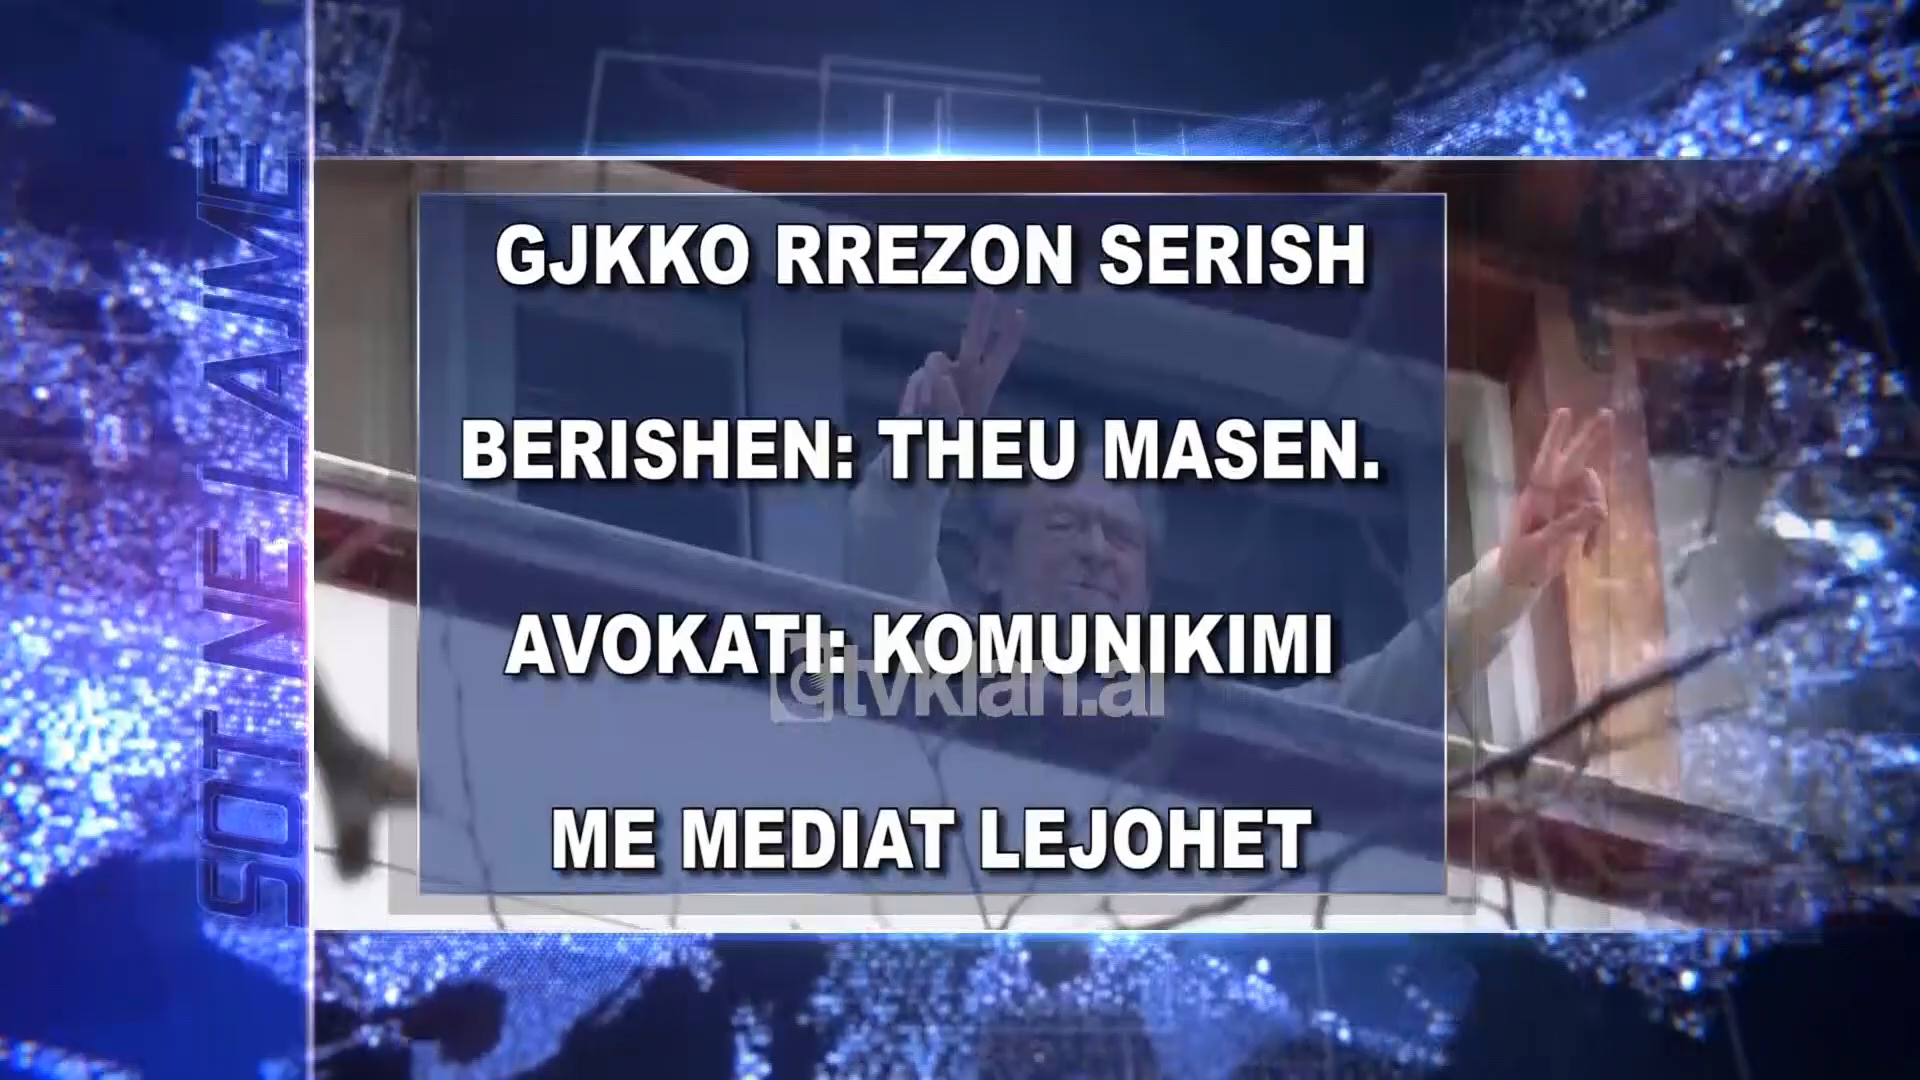 GJKKO RREZON SERISH
BERISHEN: THEU MASEN.
AVOKATI: KOMUNIKIMI
ME MEDIAT LEJOHET
tvklan.al
SOT NE LAJME